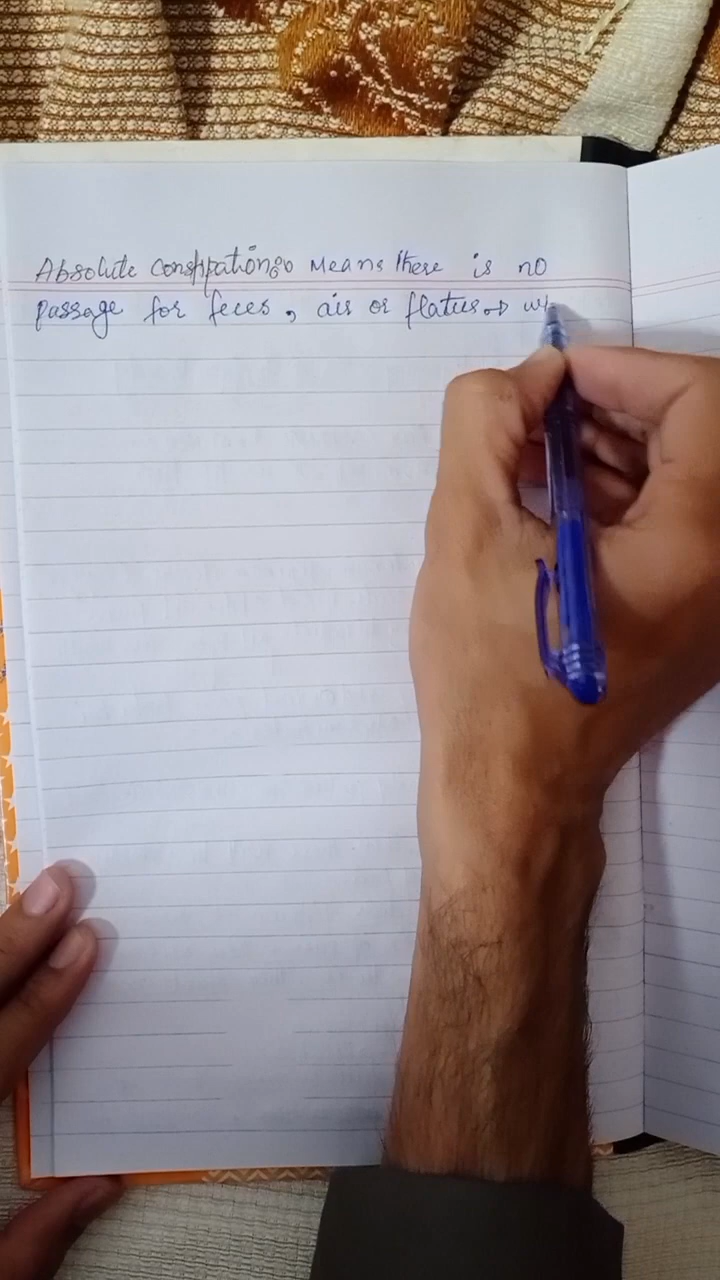 Absolute constipation:- Means there is no
passage for feces, air or flatus